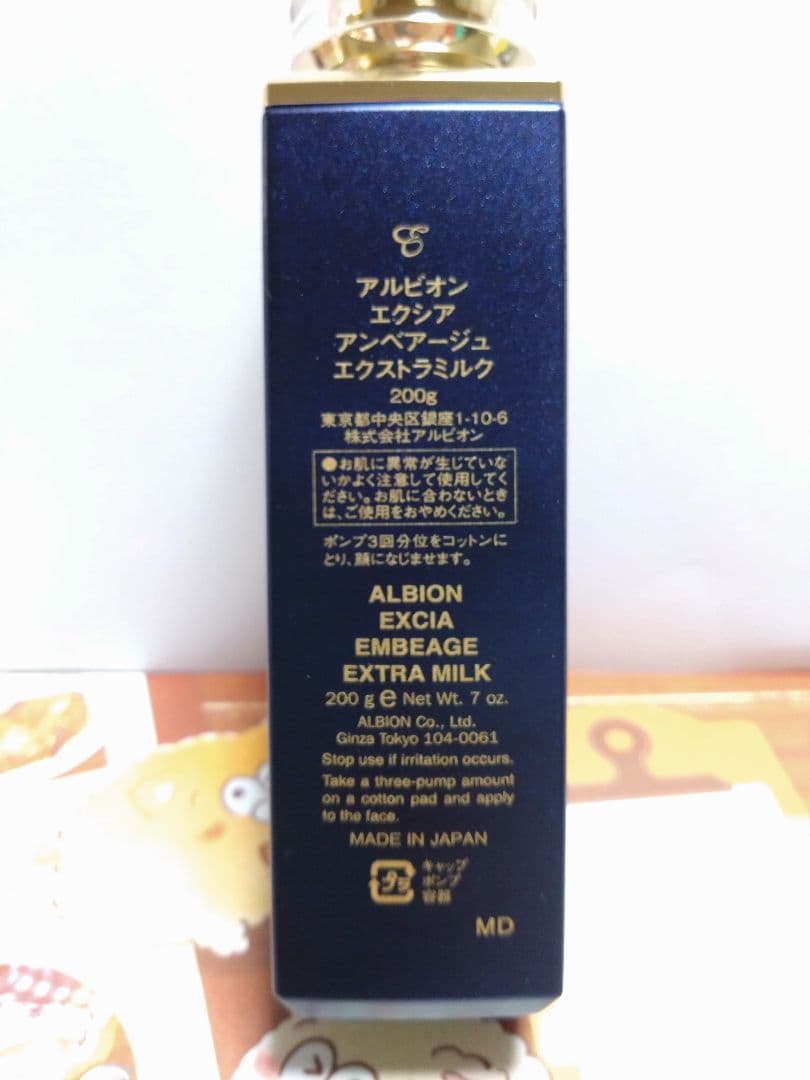 アルビオン
エクシア
アンベアージュ
エクストラミルク
200g
東京都中央区銀座1-10-6
株式会社アルビオン
●お肌に異常が生じていな
いかよく注意して使用してく
ださい。お肌に合わないとき
は、ご使用をおやめください。
ポンプ3回分位をコットンに
とり、顔になじませます。
ALBION
EXCIA
EMBEAGE
EXTRA MILK
200 g℮ Net Wt. 7 oz.
ALBION Co., Ltd.
Ginza Tokyo 104-0061
Stop use if irritation occurs.
Take a three-pump amount
on a cotton pad and apply
to the face.
MADE IN JAPAN
プラ
キャップ
ポンプ
容器
MD